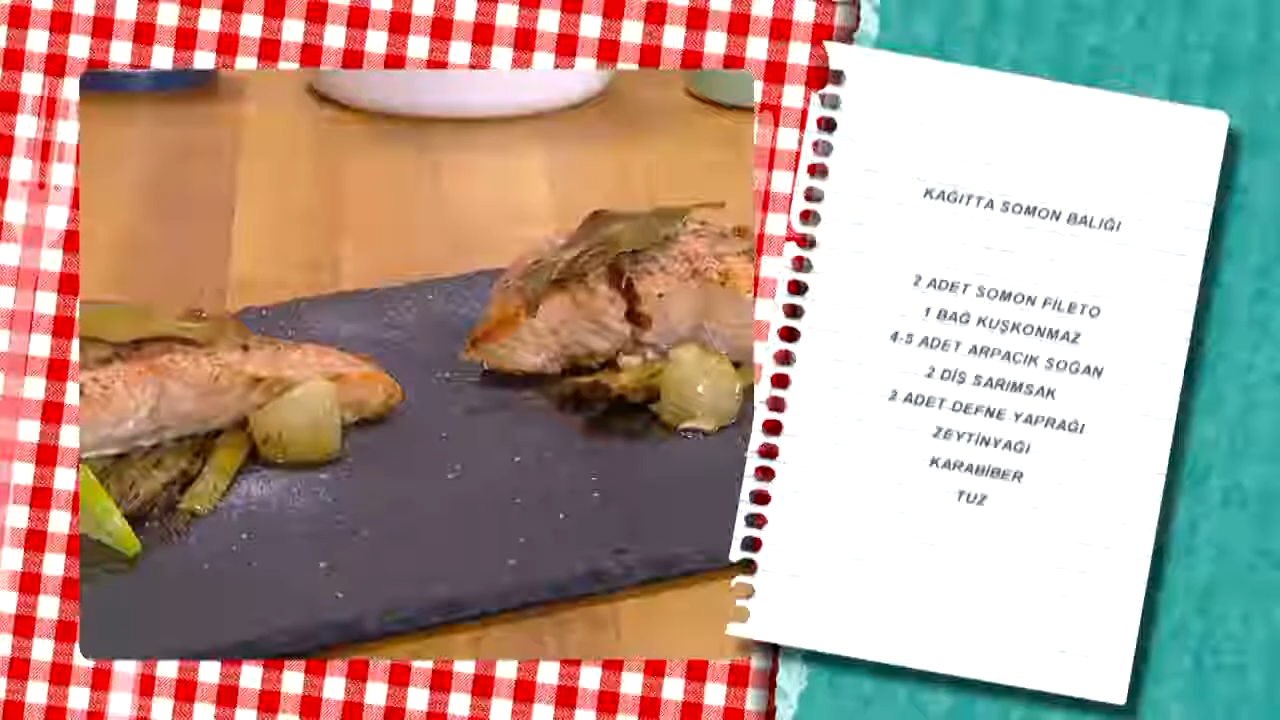 KAĞITTA SOMON BALIĞI
2 ADET SOMON FİLETO
1 BAĞ KUŞKONMAZ
4-5 ADET ARPACIK SOĞAN
2 DİŞ SARIMSAK
2 ADET DEFNE YAPRAĞI
ZEYTİNYAĞI
KARABİBER
TUZ